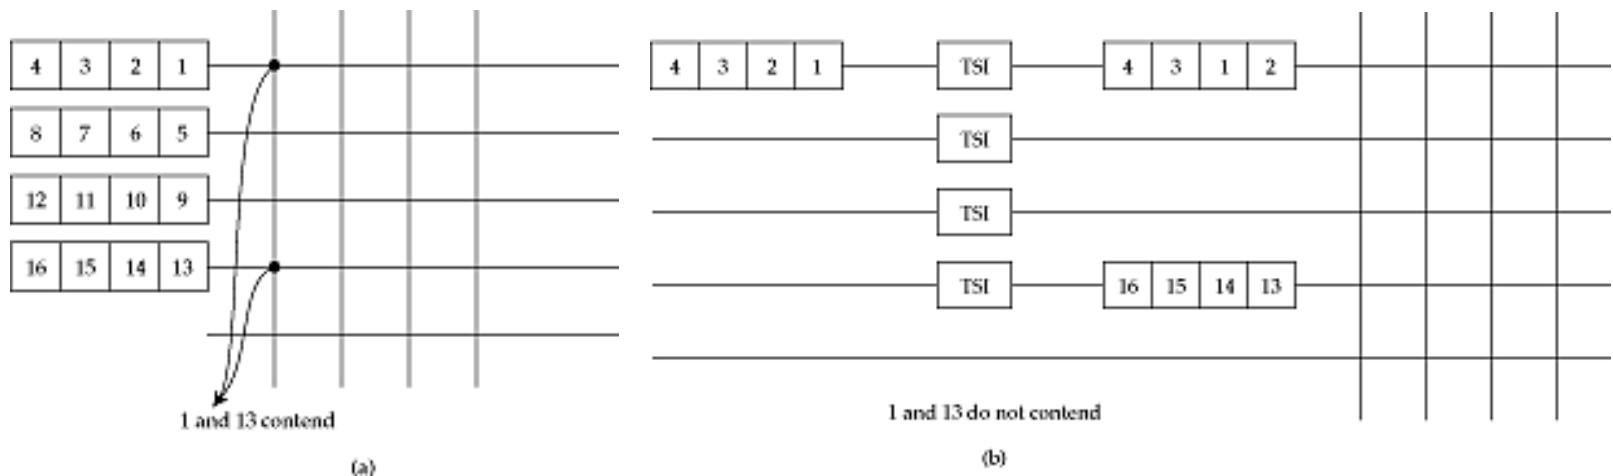 4 3 2 1
8 7 6 5
12 11 10 9
16 15 14 13
1 and 13 contend
(a)
4 3 2 1 TSI 4 3 1 2
TSI
TSI
TSI 16 15 14 13
1 and 13 do not contend
(b)